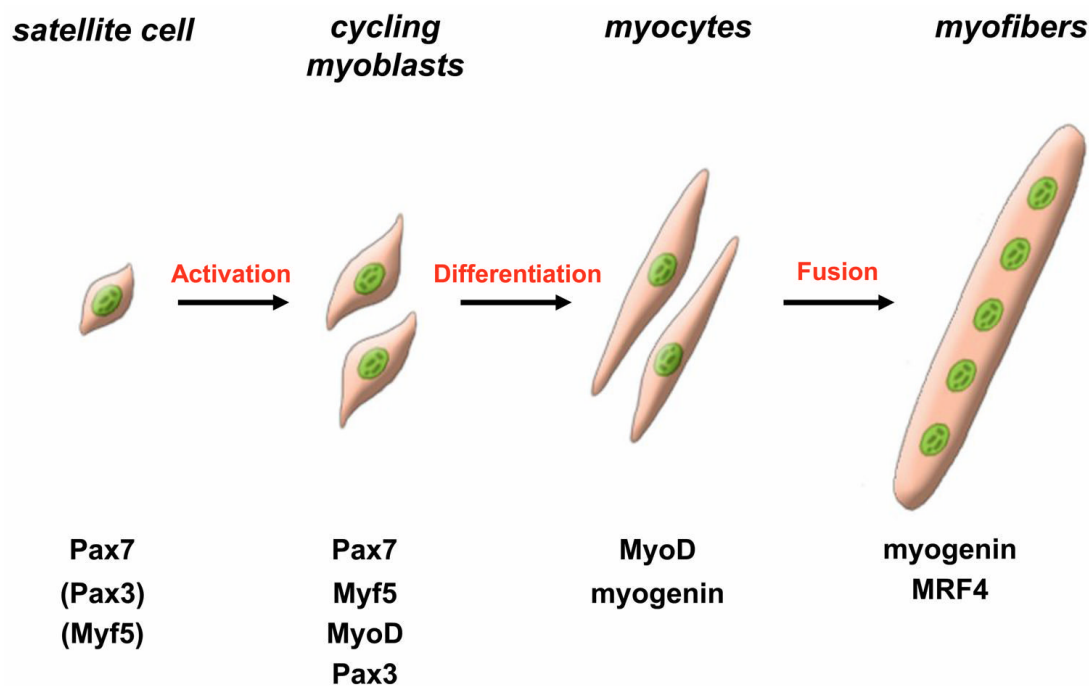 satellite cell
cycling
myoblasts
myocytes
myofibers
Activation
Differentiation
Fusion
Pax7
(Pax3)
(Myf5)
Pax7
Myf5
MyoD
Pax3
MyoD
myogenin
myogenin
MRF4